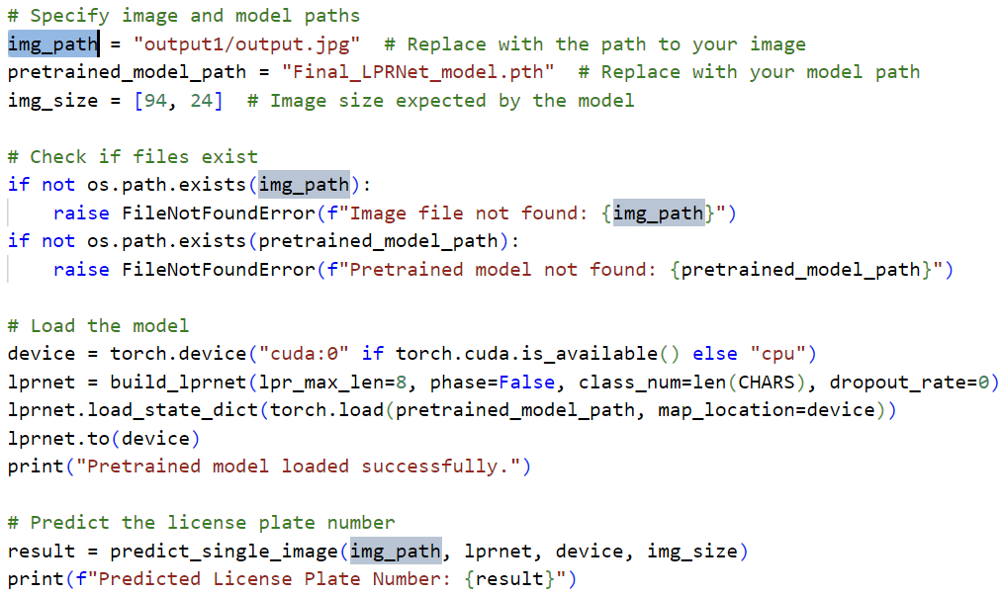 # Specify image and model paths
img_path = "output1/output.jpg"  # Replace with the path to your image
pretrained_model_path = "Final_LPRNet_model.pth"  # Replace with your model path
img_size = [94, 24]  # Image size expected by the model

# Check if files exist
if not os.path.exists(img_path):
    raise FileNotFoundError(f"Image file not found: {img_path}")
if not os.path.exists(pretrained_model_path):
    raise FileNotFoundError(f"Pretrained model not found: {pretrained_model_path}")

# Load the model
device = torch.device("cuda:0" if torch.cuda.is_available() else "cpu")
lprnet = build_lprnet(lpr_max_len=8, phase=False, class_num=len(CHARS), dropout_rate=0)
lprnet.load_state_dict(torch.load(pretrained_model_path, map_location=device))
lprnet.to(device)
print("Pretrained model loaded successfully.")

# Predict the license plate number
result = predict_single_image(img_path, lprnet, device, img_size)
print(f"Predicted License Plate Number: {result}")